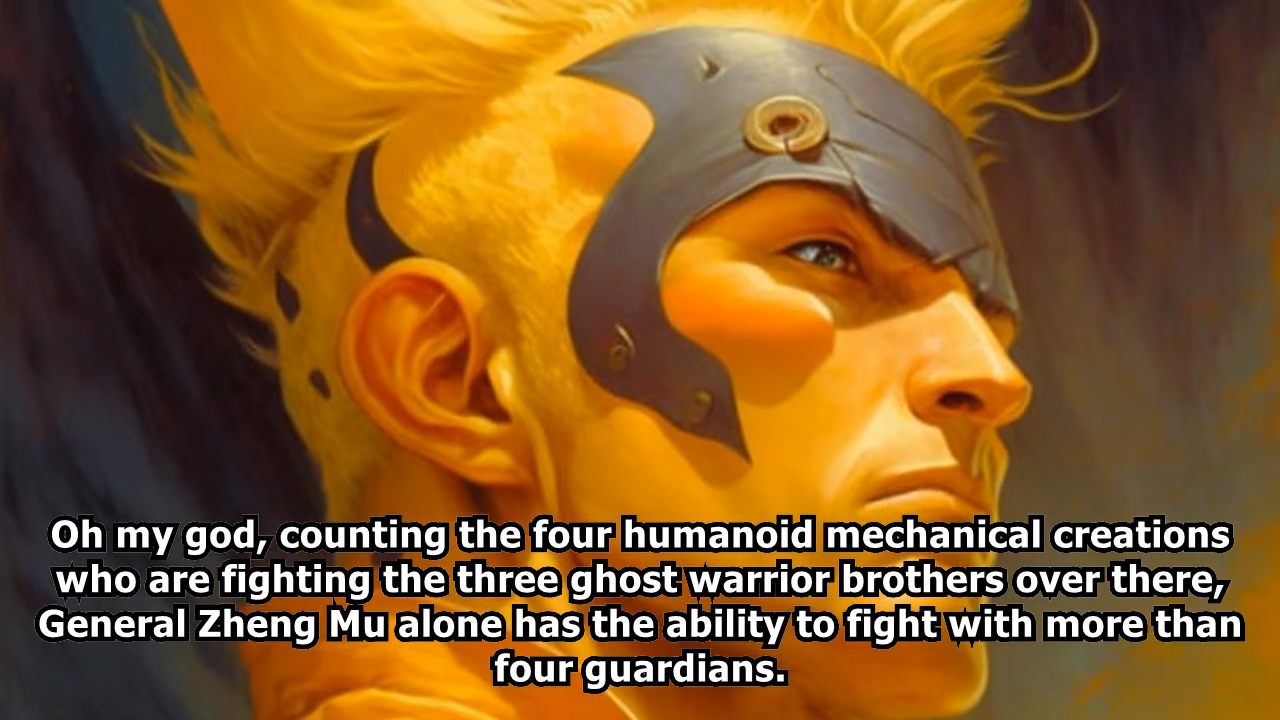 Oh my god, counting the four humanoid mechanical creations
who are fighting the three ghost warrior brothers over there,
General Zheng Mu alone has the ability to fight with more than
four guardians.